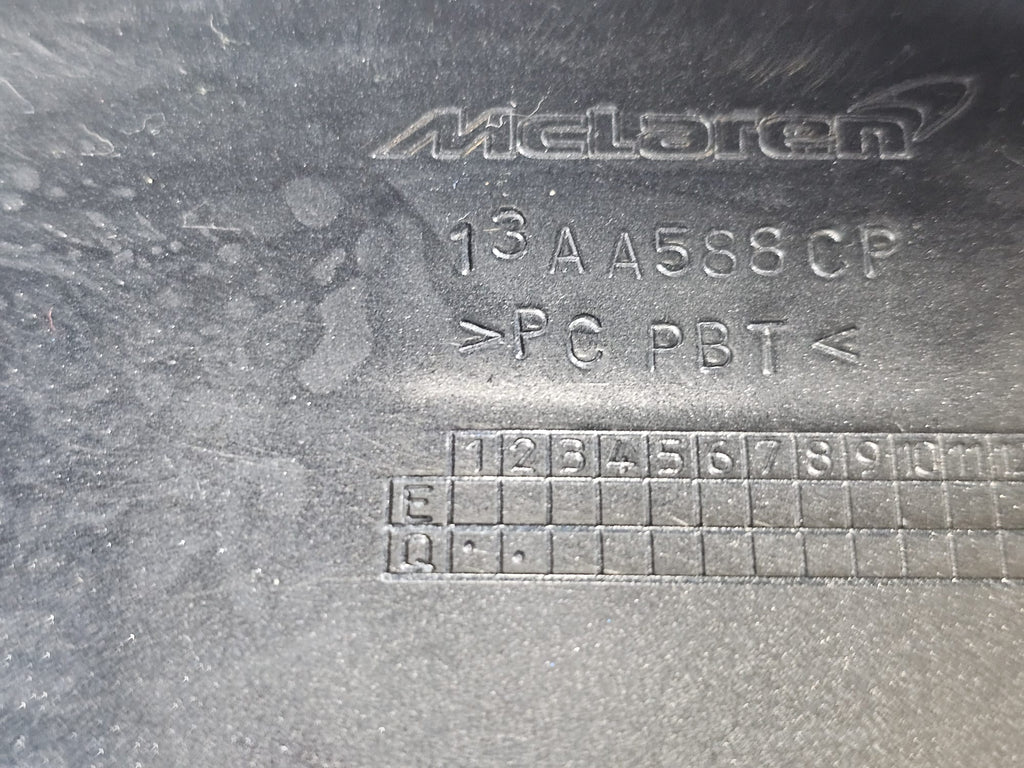 McLaren
13AA588CP
>PC PBT<
1 2 3 4 5 6 7 8 9 10 11
E
Q